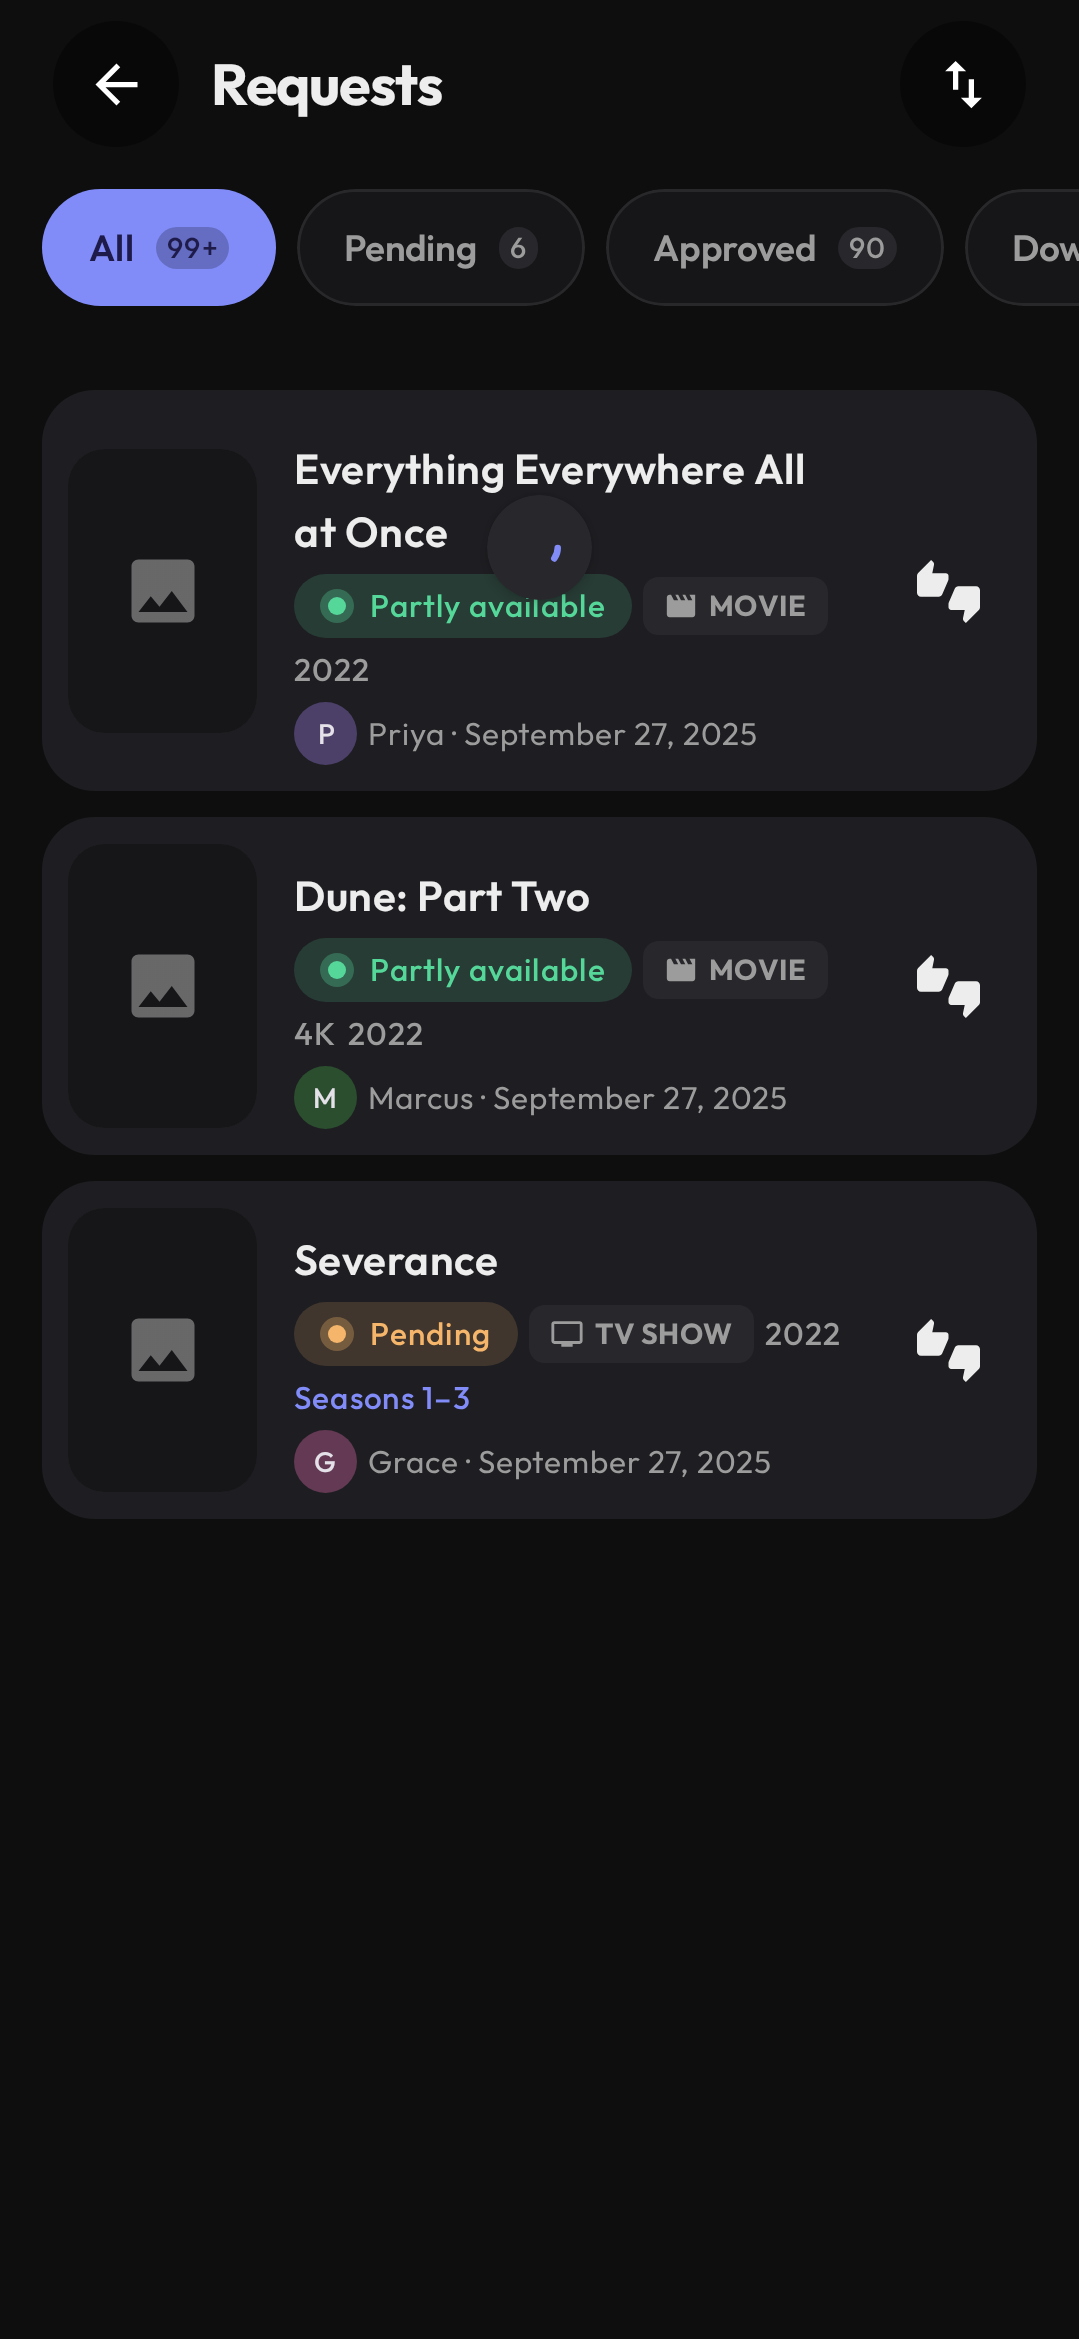 Requests
All 99+
Pending 6
Approved 90
Dow
Everything Everywhere All
at Once
Partly available
MOVIE
2022
P Priya · September 27, 2025
Dune: Part Two
Partly available
MOVIE
4K 2022
M Marcus · September 27, 2025
Severance
Pending
TV SHOW 2022
Seasons 1–3
G Grace · September 27, 2025